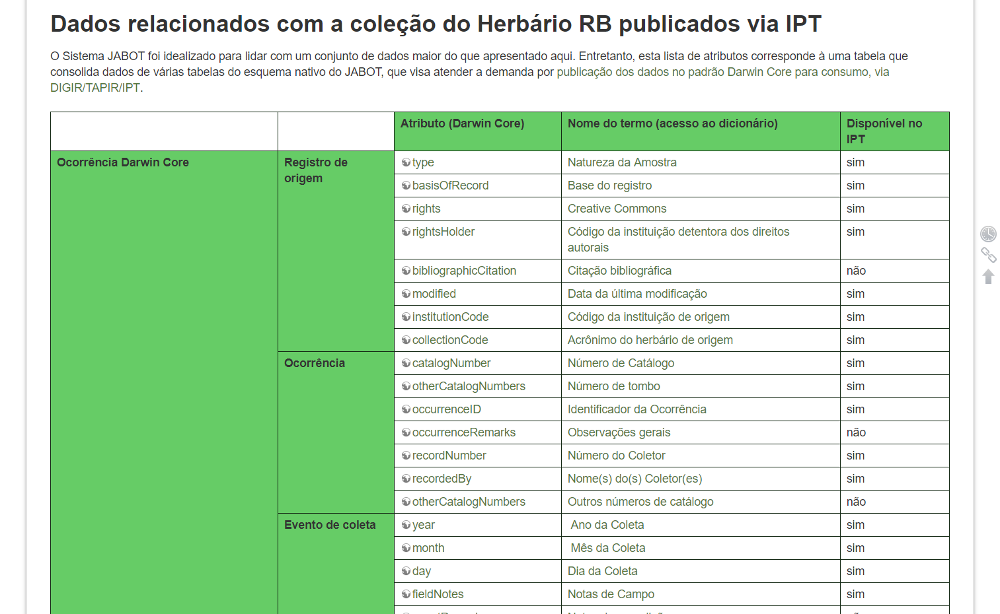 Dados relacionados com a coleção do Herbário RB publicados via IPT
O Sistema JABOT foi idealizado para lidar com um conjunto de dados maior do que apresentado aqui. Entretanto, esta lista de atributos corresponde à uma tabela que
consolida dados de várias tabelas do esquema nativo do JABOT, que visa atender a demanda por publicação dos dados no padrão Darwin Core para consumo, via
DIGIR/TAPIR/IPT.
Atributo (Darwin Core) Nome do termo (acesso ao dicionário) Disponível no
IPT
Ocorrência Darwin Core Registro de
origem
type Natureza da Amostra sim
basisOfRecord Base do registro sim
rights Creative Commons sim
rightsHolder Código da instituição detentora dos direitos
autorais sim
bibliographicCitation Citação bibliográfica não
modified Data da última modificação sim
institutionCode Código da instituição de origem sim
collectionCode Acrônimo do herbário de origem sim
Ocorrência catalogNumber Número de Catálogo sim
otherCatalogNumbers Número de tombo sim
occurrenceID Identificador da Ocorrência sim
occurrenceRemarks Observações gerais não
recordNumber Número do Coletor sim
recordedBy Nome(s) do(s) Coletor(es) sim
otherCatalogNumbers Outros números de catálogo não
Evento de coleta year Ano da Coleta sim
month Mês da Coleta sim
day Dia da Coleta sim
fieldNotes Notas de Campo sim